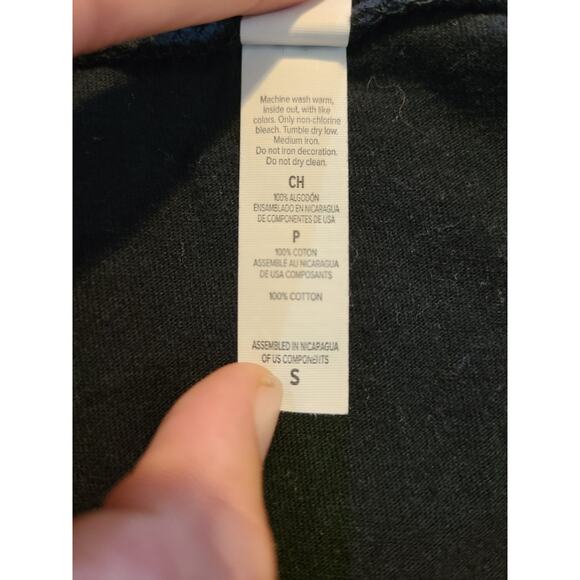 Machine wash warm,
inside out, with like
colors. Only non-chlorine
bleach. Tumble dry low.
Medium iron.
Do not iron decoration.
Do not dry clean.
CH
100% ALGODÓN
ENSAMBLADO EN NICARAGUA
DE COMPONENTES DE USA
P
100% COTON
ASSEMBLE AU NICARAGUA
DE USA COMPOSANTS
100% COTTON
ASSEMBLED IN NICARAGUA
OF US COMPONENTS
S